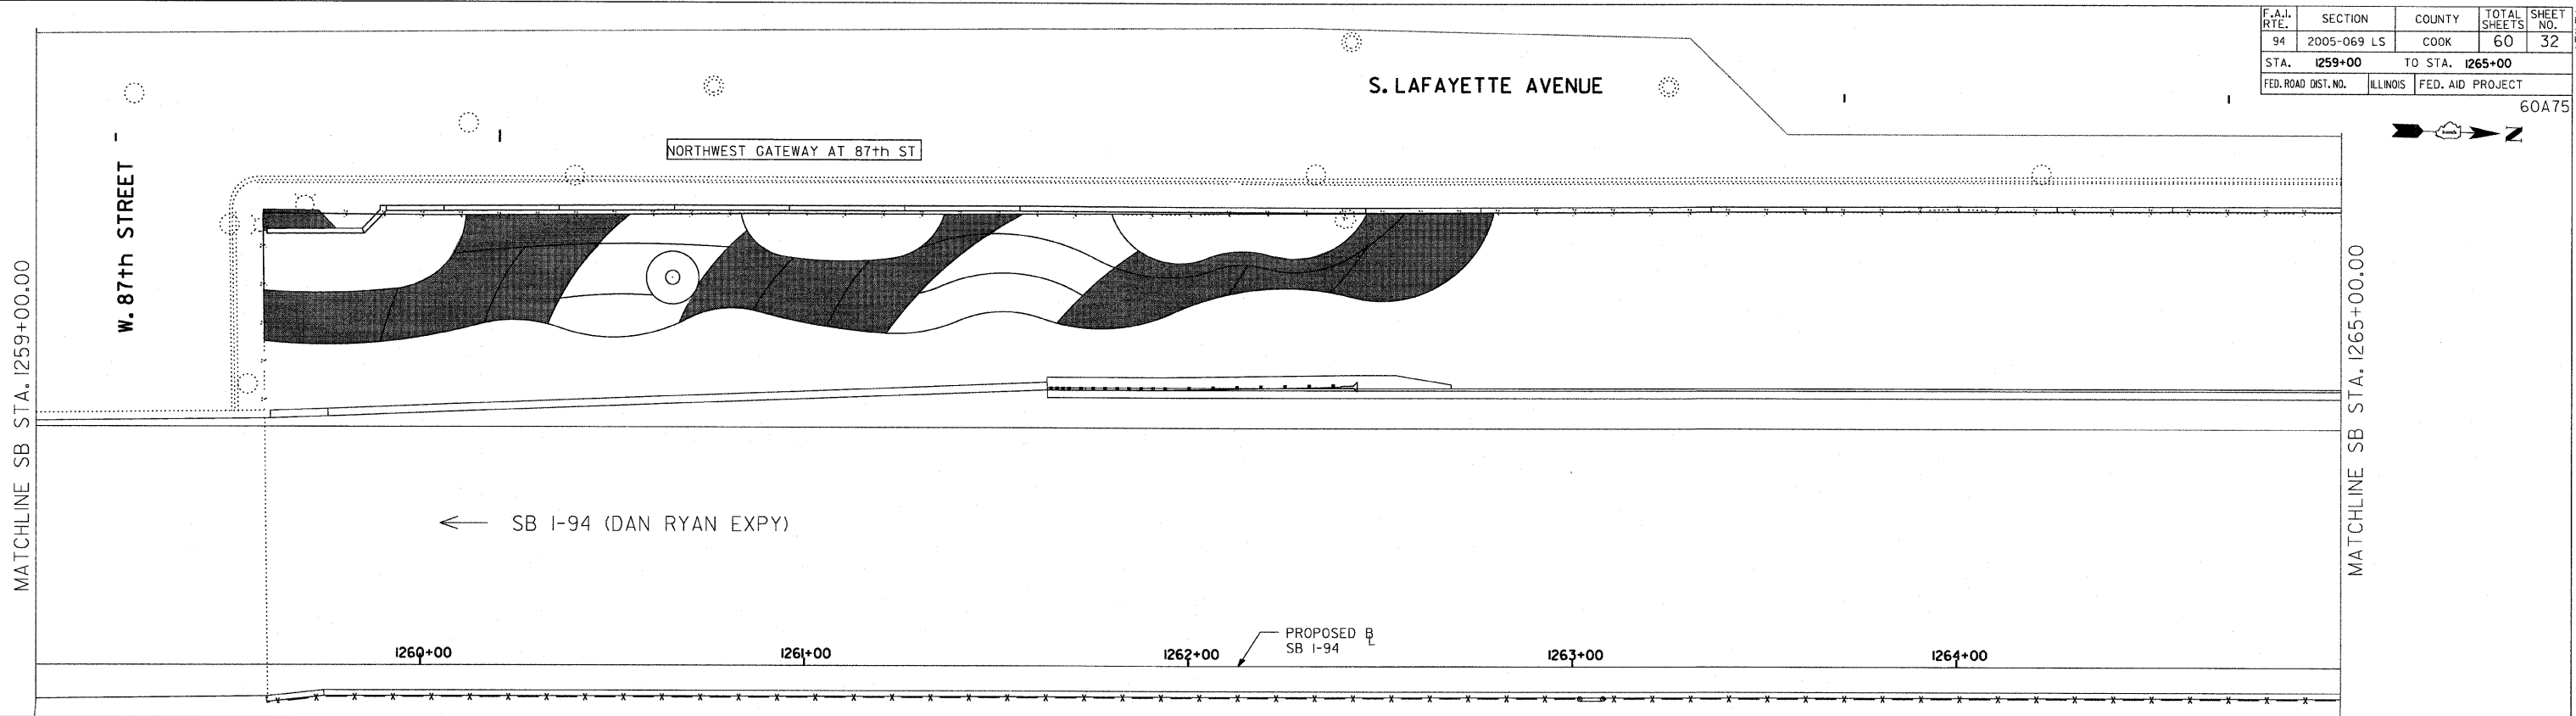 F.A.I. RTE. SECTION COUNTY TOTAL SHEETS SHEET NO.
94 2005-069 LS COOK 60 32
STA. 1259+00 TO STA. 1265+00
FED. ROAD DIST. NO. ILLINOIS FED. AID PROJECT
60A75
N
S. LAFAYETTE AVENUE
NORTHWEST GATEWAY AT 87th ST
W. 87th STREET
MATCHLINE SB STA. 1259+00.00
MATCHLINE SB STA. 1265+00.00
← SB I-94 (DAN RYAN EXPY)
PROPOSED BL
SB I-94
1260+00 1261+00 1262+00 1263+00 1264+00